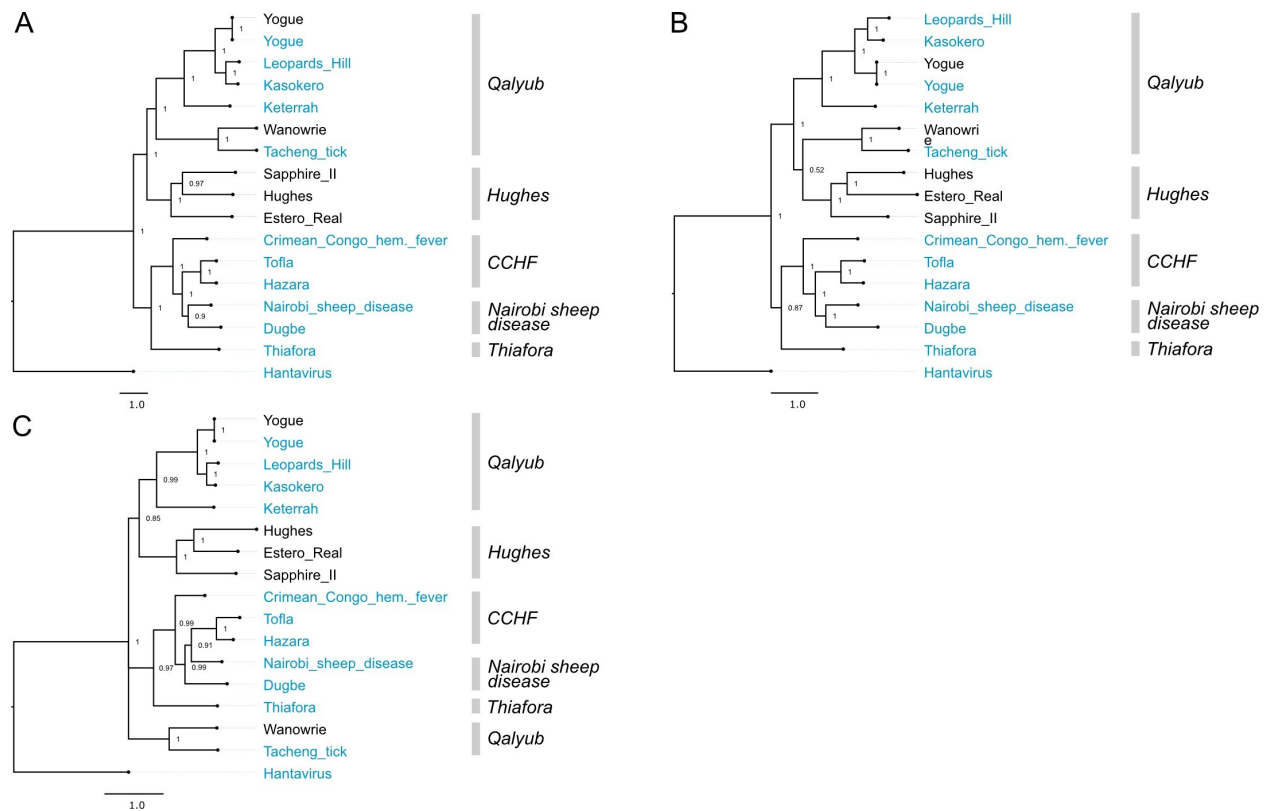 A
Yogue
Yogue
Leopards_Hill
Kasokero
Keterrah
Wanowrie
Tacheng_tick
Sapphire_II
Hughes
Estero_Real
Crimean_Congo_hem._fever
Tofla
Hazara
Nairobi_sheep_disease
Dugbe
Thiafora
Hantavirus
1
1
1
1
1
1
1
0.97
1
1
1
1
1
0.9
1
1.0
Qalyub
Hughes
CCHF
Nairobi sheep
disease
Thiafora
B
Leopards_Hill
Kasokero
Yogue
Yogue
Keterrah
Wanowri
e
Tacheng_tick
Hughes
Estero_Real
Sapphire_II
Crimean_Congo_hem._fever
Tofla
Hazara
Nairobi_sheep_disease
Dugbe
Thiafora
Hantavirus
1
1
1
1
1
1
0.52
1
1
1
1
1
1
1
0.87
1.0
Qalyub
Hughes
CCHF
Nairobi sheep
disease
Thiafora
C
Yogue
Yogue
Leopards_Hill
Kasokero
Keterrah
Hughes
Estero_Real
Sapphire_II
Crimean_Congo_hem._fever
Tofla
Hazara
Nairobi_sheep_disease
Dugbe
Thiafora
Wanowrie
Tacheng_tick
Hantavirus
1
1
1
0.99
0.85
1
1
0.99
1
0.91
1
0.99
0.97
1
1.0
Qalyub
Hughes
CCHF
Nairobi sheep
disease
Thiafora
Qalyub